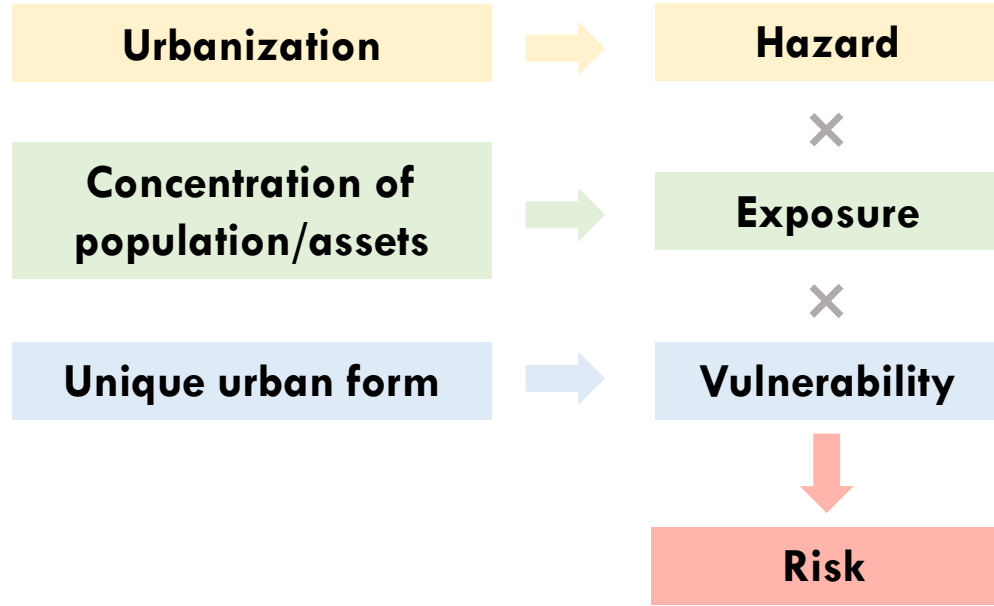 Urbanization
Hazard
×
Concentration of
population/assets
Exposure
×
Unique urban form
Vulnerability
Risk